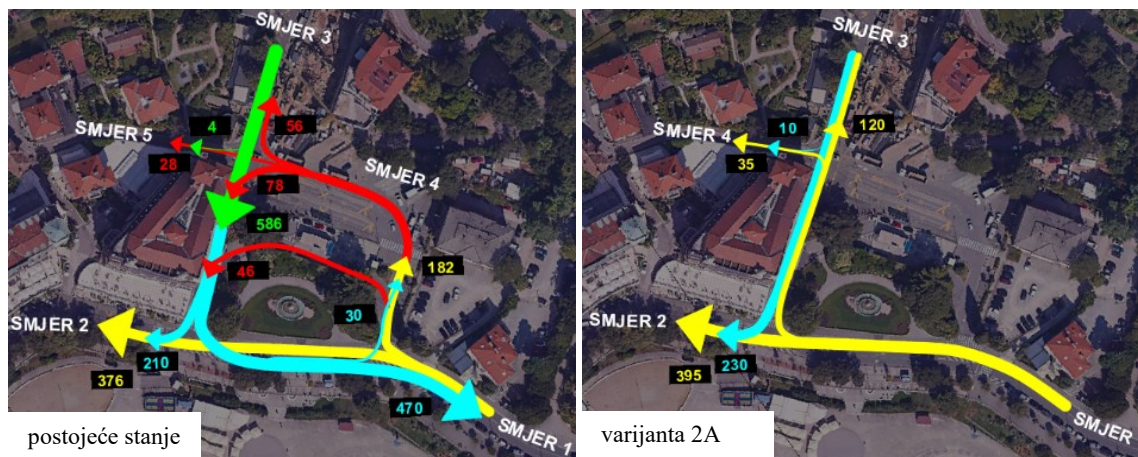 SMJER 3
4
56
SMJER 5
28
78
SMJER 4
586
46
182
30
SMJER 2
210
376
470
SMJER 1
postojeće stanje
SMJER 3
10
120
SMJER 4
35
SMJER 2
230
395
SMJER
varijanta 2A